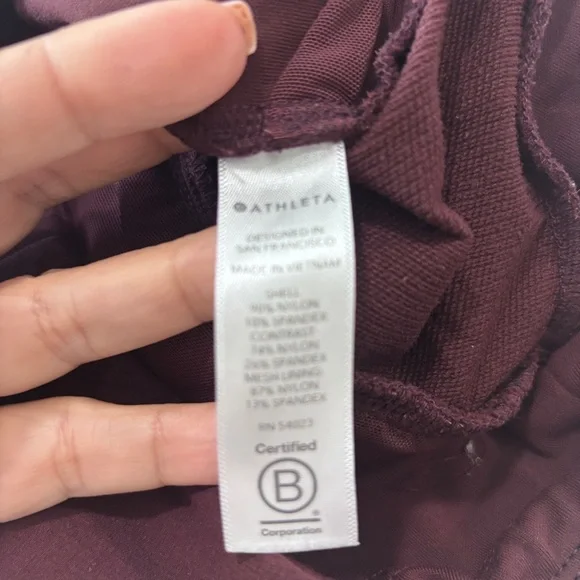 ATHLETA
DESIGNED IN
SAN FRANCISCO
MADE IN VIETNAM
SHELL
90% NYLON
10% SPANDEX
CONTRAST
74% NYLON
26% SPANDEX
MESH LINING:
87% NYLON
13% SPANDEX
RN 54023
Certified
B
®
Corporation